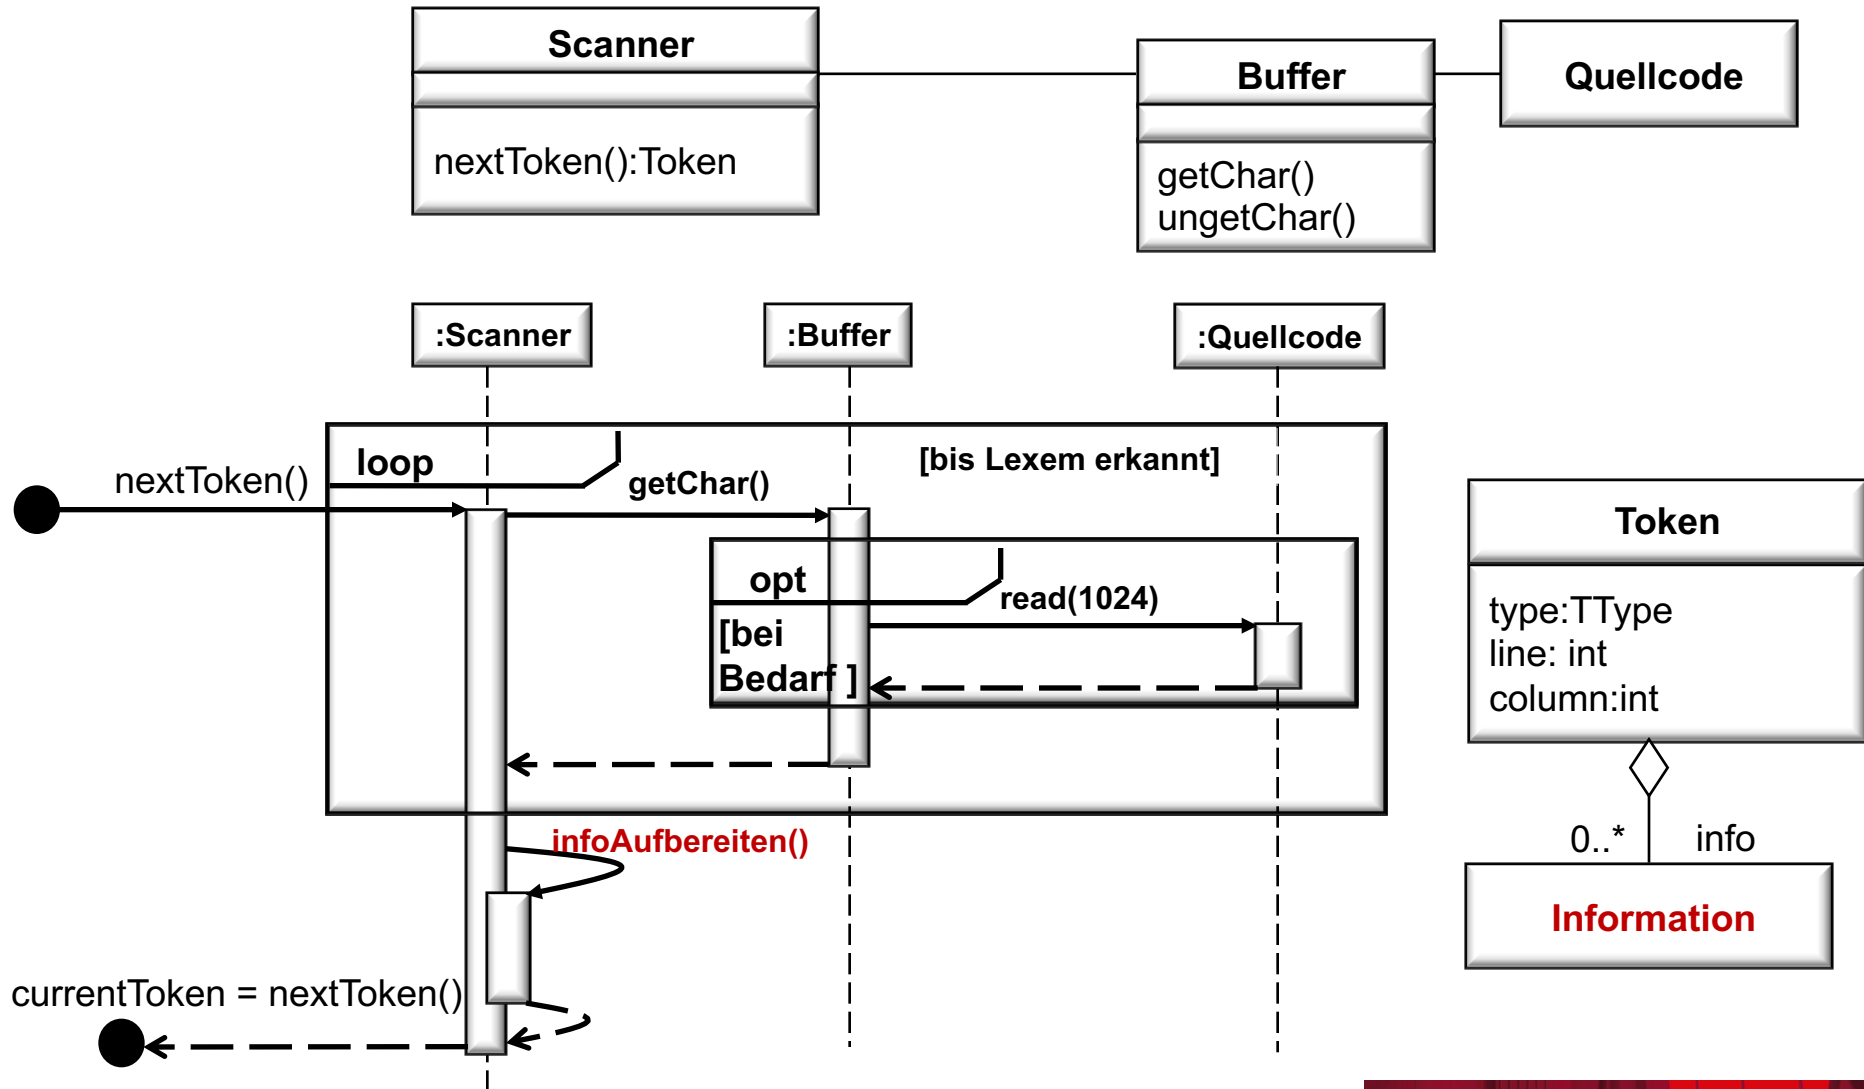 Scanner
nextToken():Token
Buffer
getChar()
ungetChar()
Quellcode
:Scanner
:Buffer
:Quellcode
loop
[bis Lexem erkannt]
nextToken()
getChar()
opt
read(1024)
[bei
Bedarf ]
infoAufbereiten()
currentToken = nextToken()
Token
type:TType
line: int
column:int
0..*
info
Information